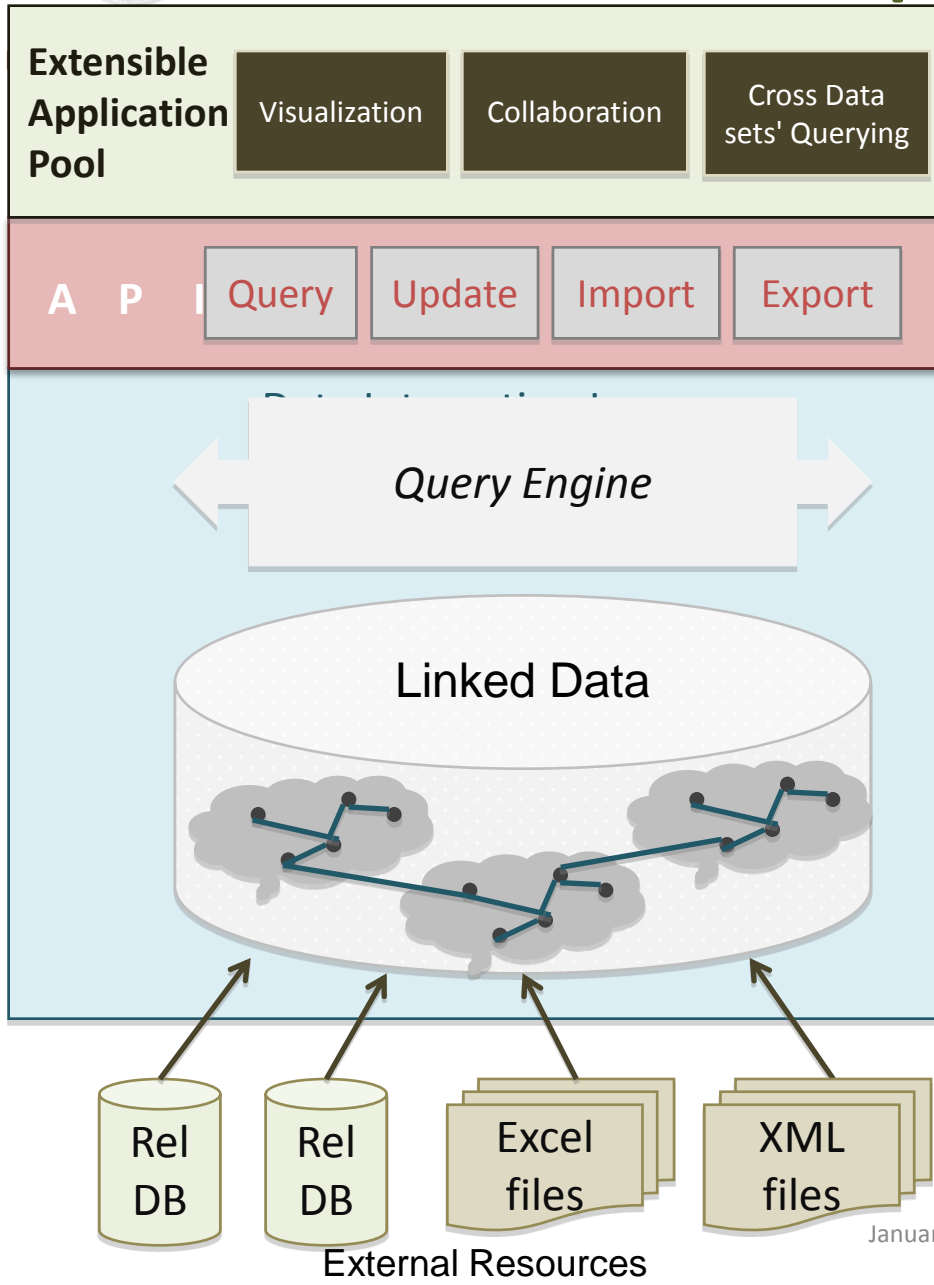 Extensible
Application
Pool
Visualization
Collaboration
Cross Data
sets' Querying
A P I
Query
Update
Import
Export
Query Engine
Linked Data
Rel
DB
Rel
DB
Excel
files
XML
files
External Resources